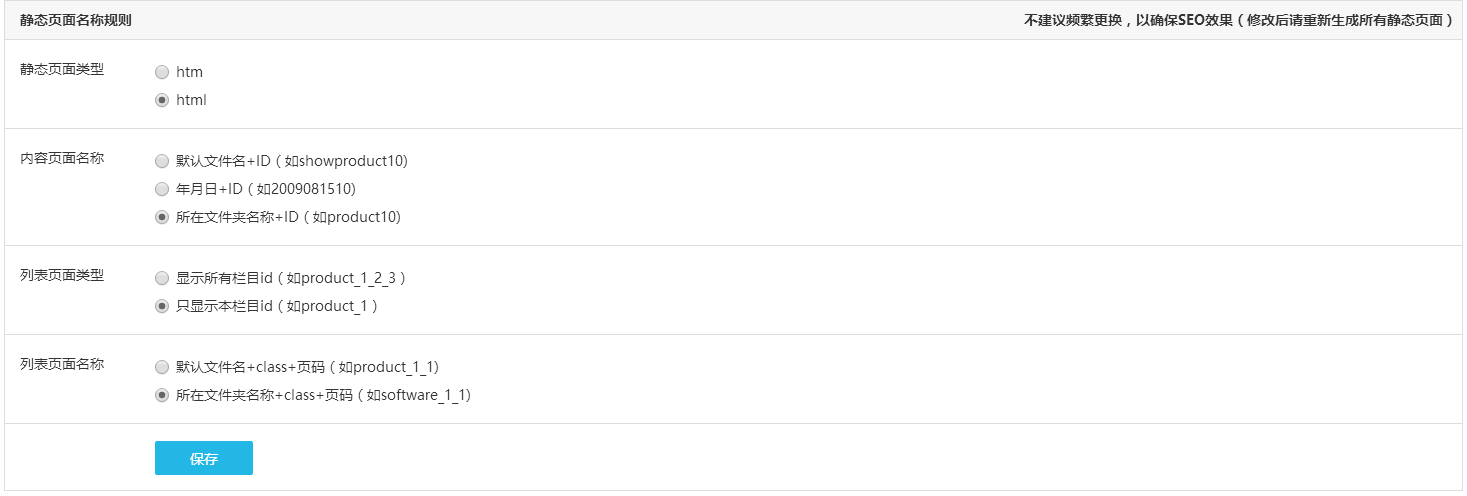 静态页面名称规则 不建议频繁更换，以确保SEO效果（修改后请重新生成所有静态页面）
静态页面类型
htm
html
内容页面名称
默认文件名+ID（如showproduct10)
年月日+ID（如2009081510)
所在文件夹名称+ID（如product10)
列表页面类型
显示所有栏目id（如product_1_2_3）
只显示本栏目id（如product_1）
列表页面名称
默认文件名+class+页码（如product_1_1)
所在文件夹名称+class+页码（如software_1_1)
保存